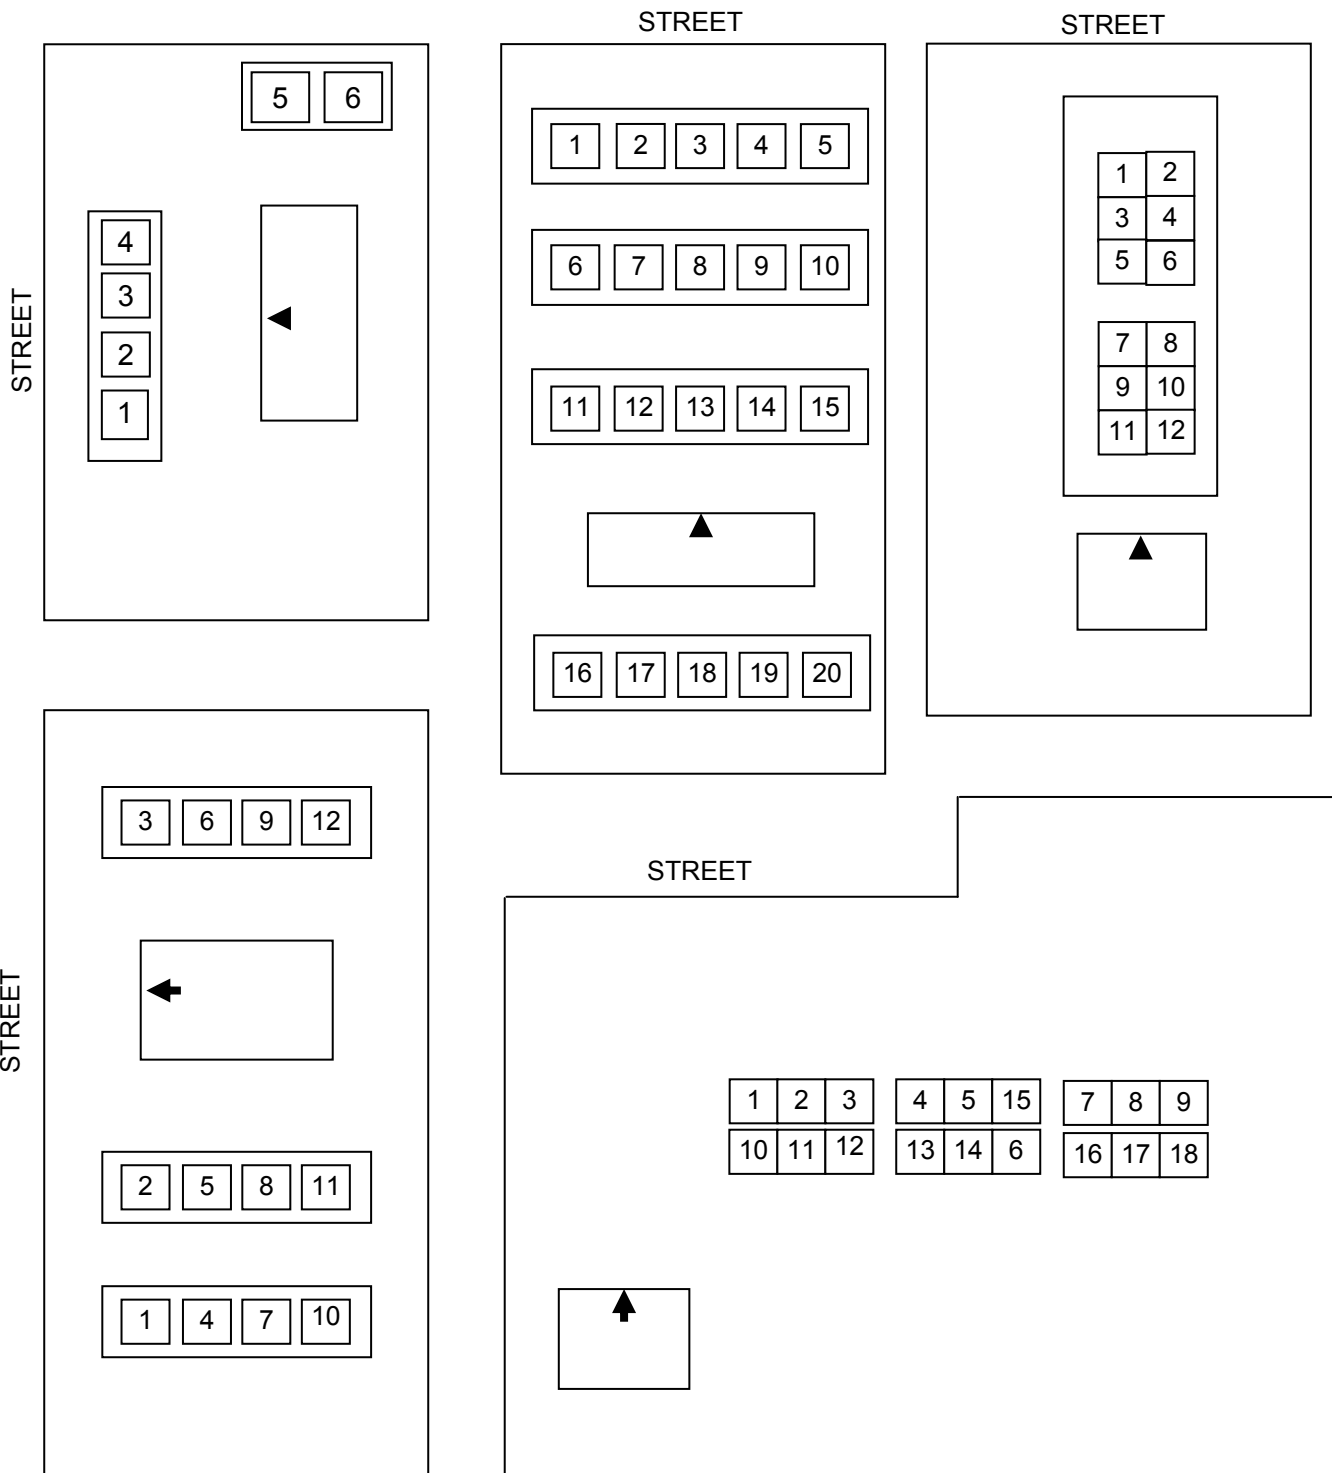 STREET
5 6
4
3
2
1
STREET
1 2 3 4 5
6 7 8 9 10
11 12 13 14 15
16 17 18 19 20
STREET
1 2
3 4
5 6
7 8
9 10
11 12
STREET
3 6 9 12
2 5 8 11
1 4 7 10
STREET
1 2 3 4 5 15 7 8 9
10 11 12 13 14 6 16 17 18